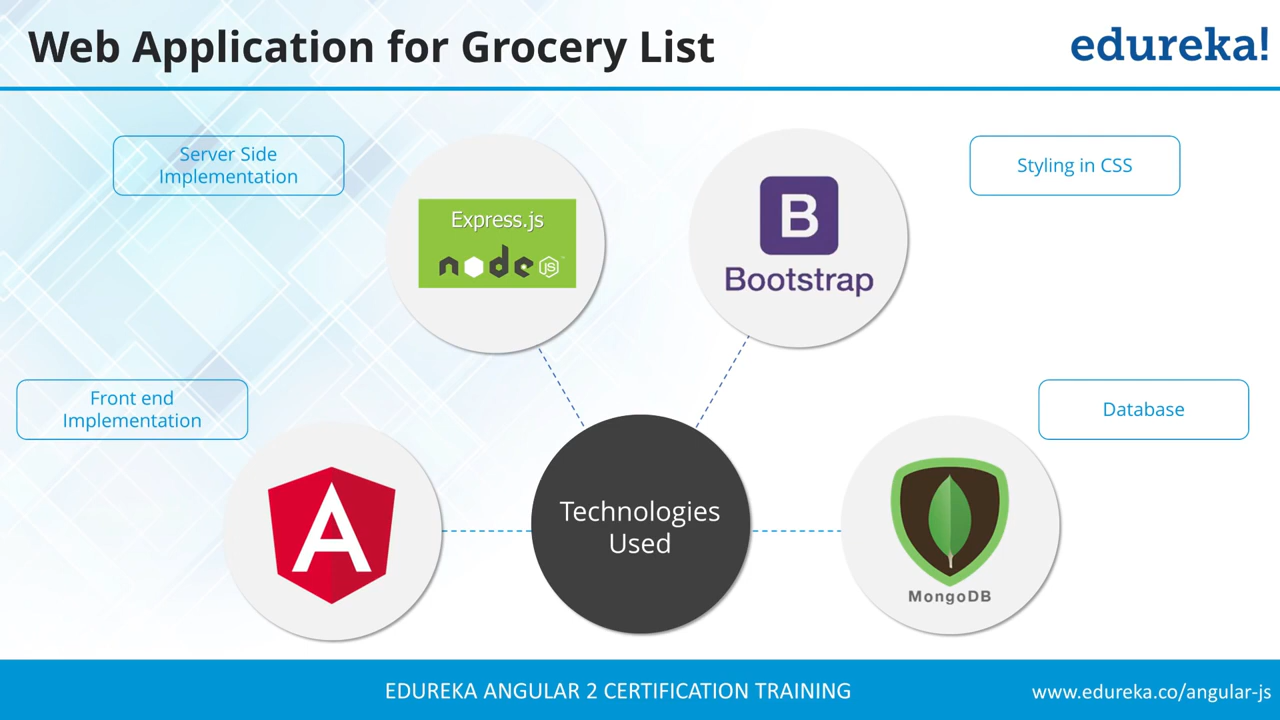 Web Application for Grocery List
edureka!
Server Side
Implementation
Express.js
node JS
B
Bootstrap
Styling in CSS
Front end
Implementation
A
Technologies
Used
Database
MongoDB
EDUREKA ANGULAR 2 CERTIFICATION TRAINING
www.edureka.co/angular-js